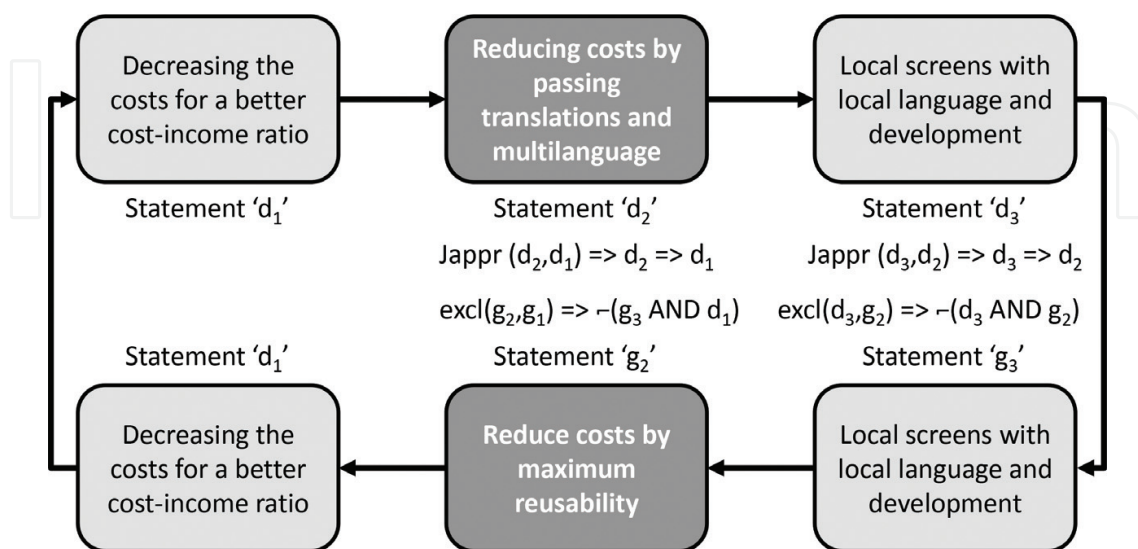 Decreasing the
costs for a better
cost-income ratio
Reducing costs by
passing
translations and
multilanguage
Local screens with
local language and
development
Statement ‘d₁’
Statement ‘d₂’
Statement ‘d₃’
Jappr (d₂,d₁) => d₂ => d₁
Jappr (d₃,d₂) => d₃ => d₂
excl(g₂,g₁) => ⌐(g₃ AND d₁)
excl(d₃,g₂) => ⌐(d₃ AND g₂)
Statement ‘d₁’
Statement ‘g₂’
Statement ‘g₃’
Decreasing the
costs for a better
cost-income ratio
Reduce costs by
maximum
reusability
Local screens with
local language and
development